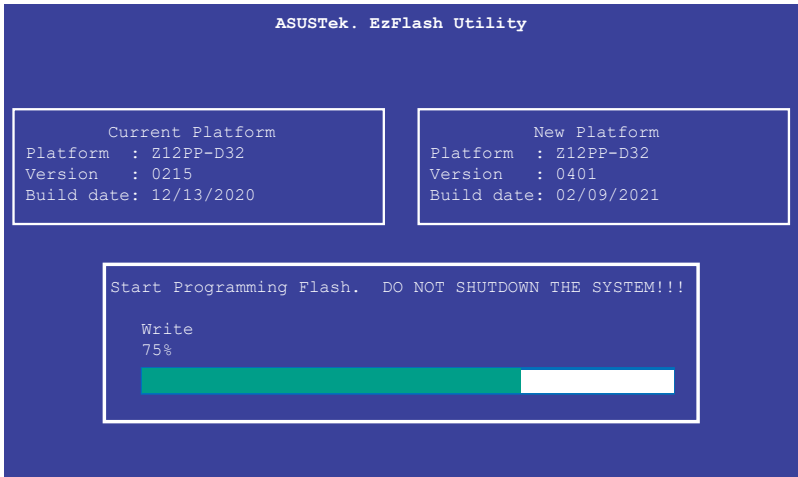 ASUSTek. EzFlash Utility
Current Platform
Platform : Z12PP-D32
Version : 0215
Build date: 12/13/2020
New Platform
Platform : Z12PP-D32
Version : 0401
Build date: 02/09/2021
Start Programming Flash. DO NOT SHUTDOWN THE SYSTEM!!!
Write
75%